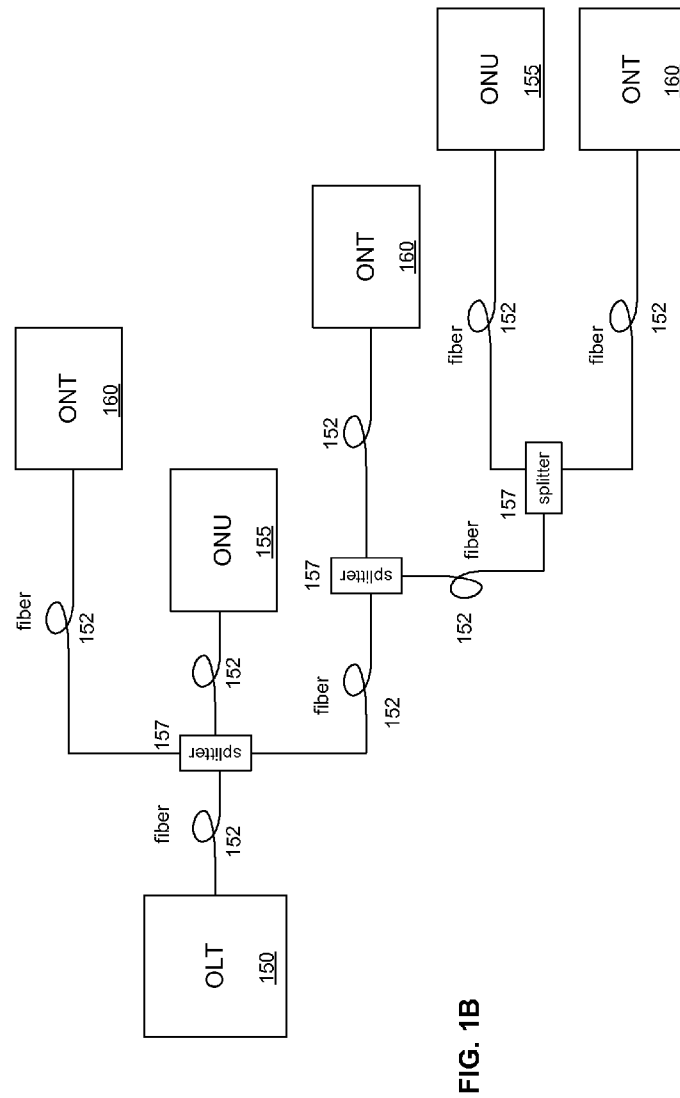 ONT
160
fiber
152
ONU
155
152
157
splitter
fiber
152
OLT
150
fiber
152
ONT
160
152
157
splitter
fiber
152
ONU
155
fiber
152
157
splitter
ONT
160
fiber
152
FIG. 1B